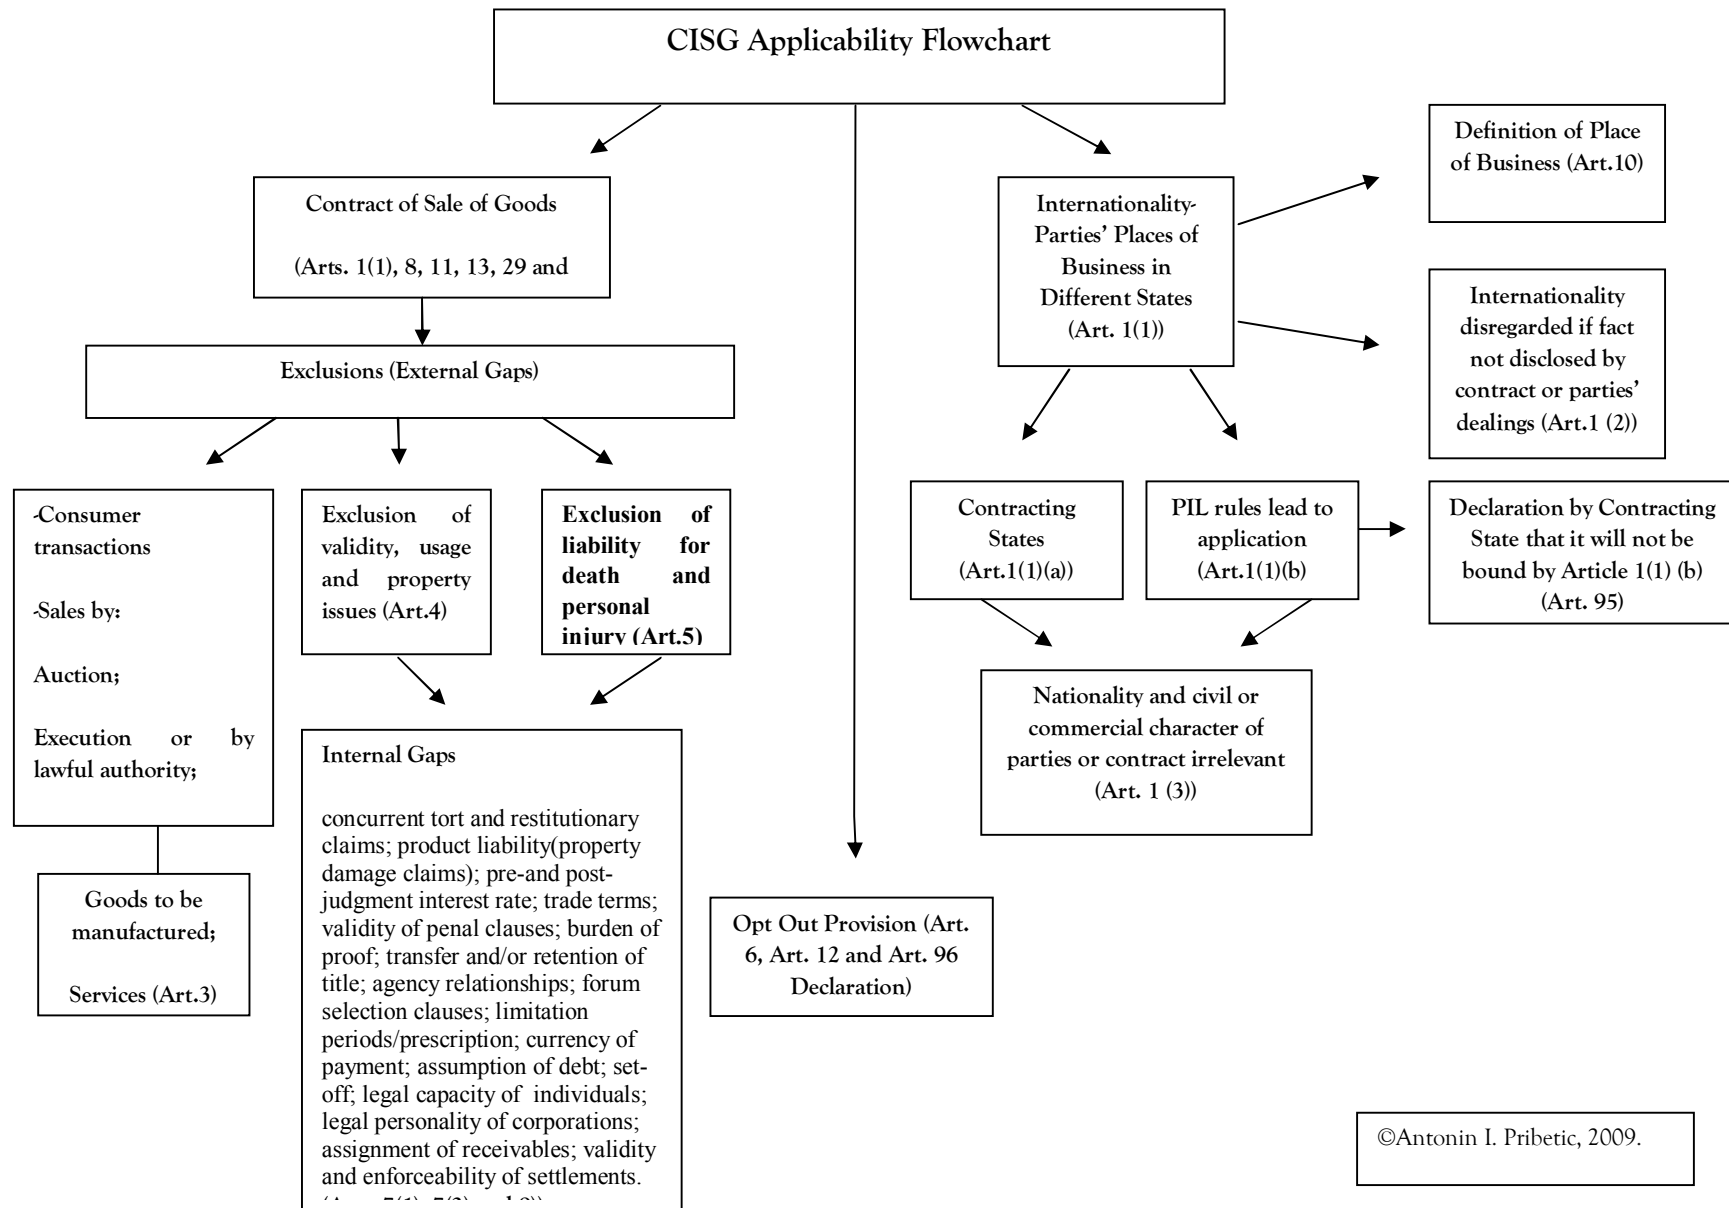 CISG Applicability Flowchart
Definition of Place
of Business (Art.10)
Contract of Sale of Goods
(Arts. 1(1), 8, 11, 13, 29 and
Internationality-
Parties' Places of
Business in
Different States
(Art. 1(1))
Internationality
disregarded if fact
not disclosed by
contract or parties'
dealings (Art.1 (2))
Exclusions (External Gaps)
-Consumer
transactions
-Sales by:
Auction;
Execution or by
lawful authority;
Exclusion of
validity, usage
and property
issues (Art.4)
Exclusion of
liability for
death and
personal
injury (Art.5)
Contracting
States
(Art.1(1)(a))
PIL rules lead to
application
(Art.1(1)(b)
Declaration by Contracting
State that it will not be
bound by Article 1(1) (b)
(Art. 95)
Nationality and civil or
commercial character of
parties or contract irrelevant
(Art. 1 (3))
Internal Gaps
concurrent tort and restitutionary
claims; product liability(property
damage claims); pre-and post-
judgment interest rate; trade terms;
validity of penal clauses; burden of
proof; transfer and/or retention of
title; agency relationships; forum
selection clauses; limitation
periods/prescription; currency of
payment; assumption of debt; set-
off; legal capacity of individuals;
legal personality of corporations;
assignment of receivables; validity
and enforceability of settlements.
Goods to be
manufactured;
Services (Art.3)
Opt Out Provision (Art.
6, Art. 12 and Art. 96
Declaration)
©Antonin I. Pribetic, 2009.